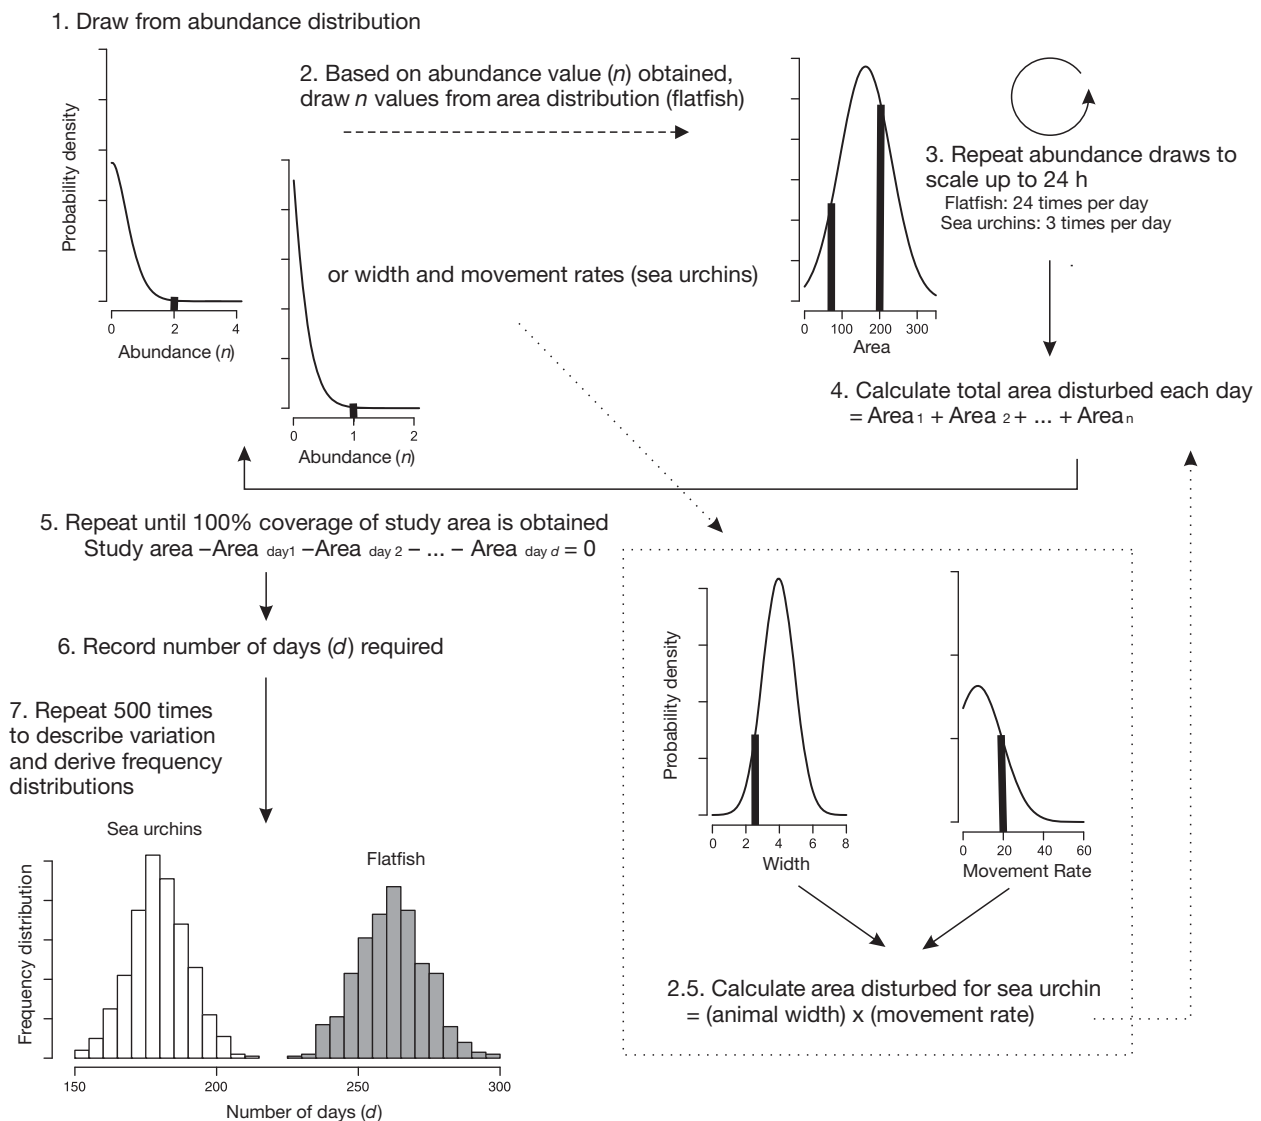 1. Draw from abundance distribution
2. Based on abundance value (n) obtained,
draw n values from area distribution (flatfish)
Probability density
0 2 4
Abundance (n)
or width and movement rates (sea urchins)
0 1 2
Abundance (n)
0 100 200 300
Area
3. Repeat abundance draws to
scale up to 24 h
Flatfish: 24 times per day
Sea urchins: 3 times per day
4. Calculate total area disturbed each day
= Area 1 + Area 2 + ... + Area n
5. Repeat until 100% coverage of study area is obtained
Study area –Area day1 –Area day 2 – ... – Area day d = 0
6. Record number of days (d) required
7. Repeat 500 times
to describe variation
and derive frequency
distributions
Probability density
0 2 4 6 8
Width
0 20 40 60
Movement Rate
2.5. Calculate area disturbed for sea urchin
= (animal width) x (movement rate)
Sea urchins
Flatfish
Frequency distribution
150 200 250 300
Number of days (d)